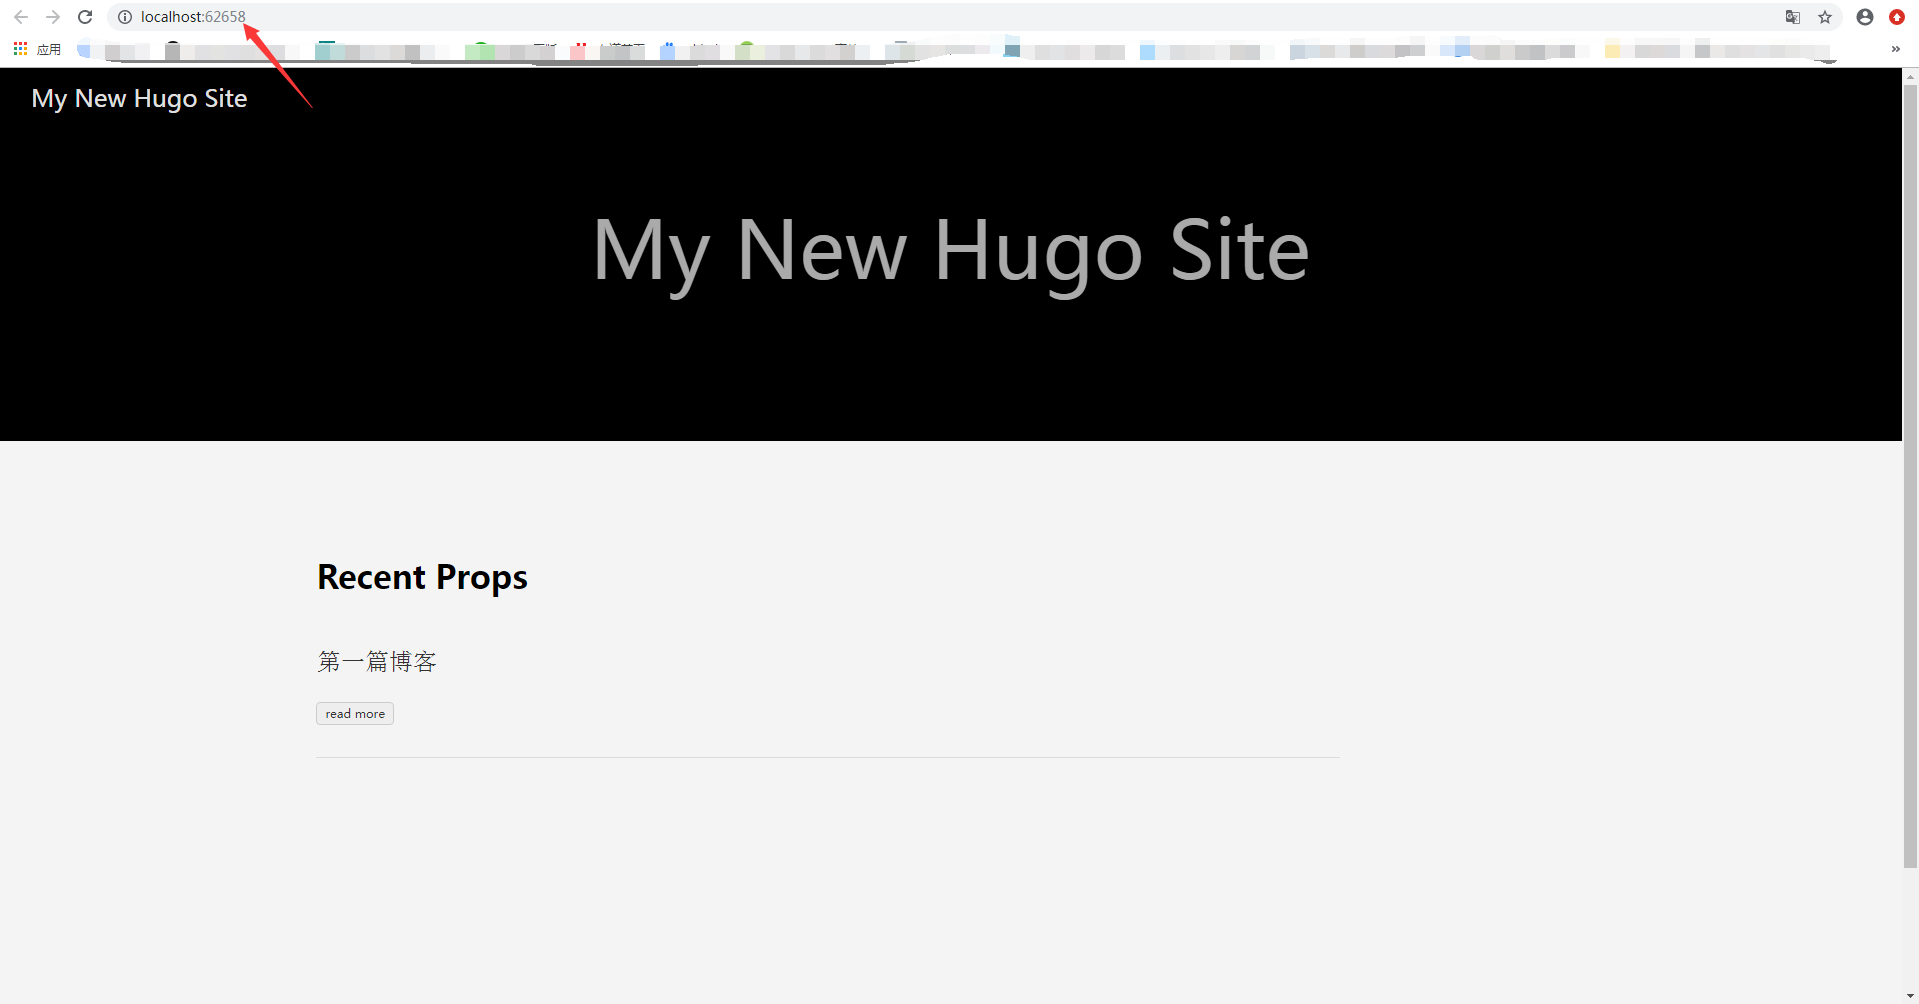 localhost:62658
应用
»
My New Hugo Site
My New Hugo Site
Recent Props
第一篇博客
read more